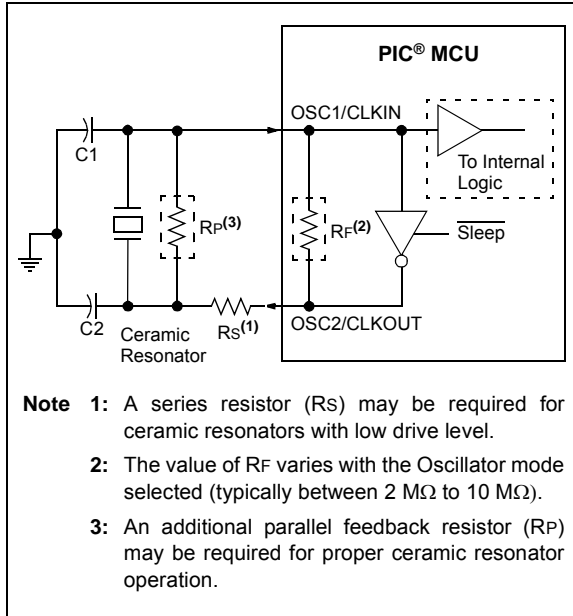 PIC® MCU
OSC1/CLKIN
C1
To Internal
Logic
RP(3)
RF(2)
Sleep
C2
Ceramic
Resonator
RS(1)
OSC2/CLKOUT
Note 1: A series resistor (RS) may be required for
ceramic resonators with low drive level.
2: The value of RF varies with the Oscillator mode
selected (typically between 2 MΩ to 10 MΩ).
3: An additional parallel feedback resistor (RP)
may be required for proper ceramic resonator
operation.